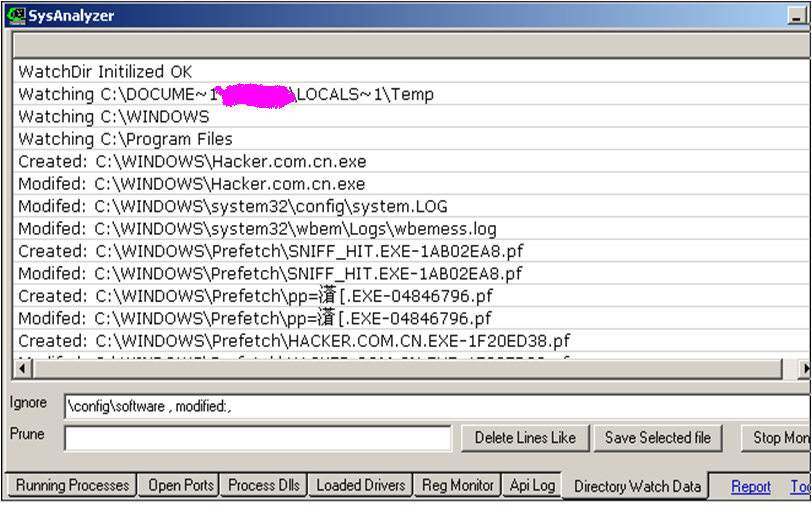 SysAnalyzer
WatchDir Initilized OK
Watching C:\DOCUME~1 \LOCALS~1\Temp
Watching C:\WINDOWS
Watching C:\Program Files
Created: C:\WINDOWS\Hacker.com.cn.exe
Modifed: C:\WINDOWS\Hacker.com.cn.exe
Modifed: C:\WINDOWS\system32\config\system.LOG
Modifed: C:\WINDOWS\system32\wbem\Logs\wbemess.log
Created: C:\WINDOWS\Prefetch\SNIFF_HIT.EXE-1AB02EA8.pf
Modifed: C:\WINDOWS\Prefetch\SNIFF_HIT.EXE-1AB02EA8.pf
Created: C:\WINDOWS\Prefetch\pp=濸[.EXE-04846796.pf
Modifed: C:\WINDOWS\Prefetch\pp=濸[.EXE-04846796.pf
Created: C:\WINDOWS\Prefetch\HACKER.COM.CN.EXE-1F20ED38.pf
Ignore \config\software , modified:,
Prune Delete Lines Like Save Selected file Stop Mon
Running Processes Open Ports Process Dlls Loaded Drivers Reg Monitor Api Log Directory Watch Data Report